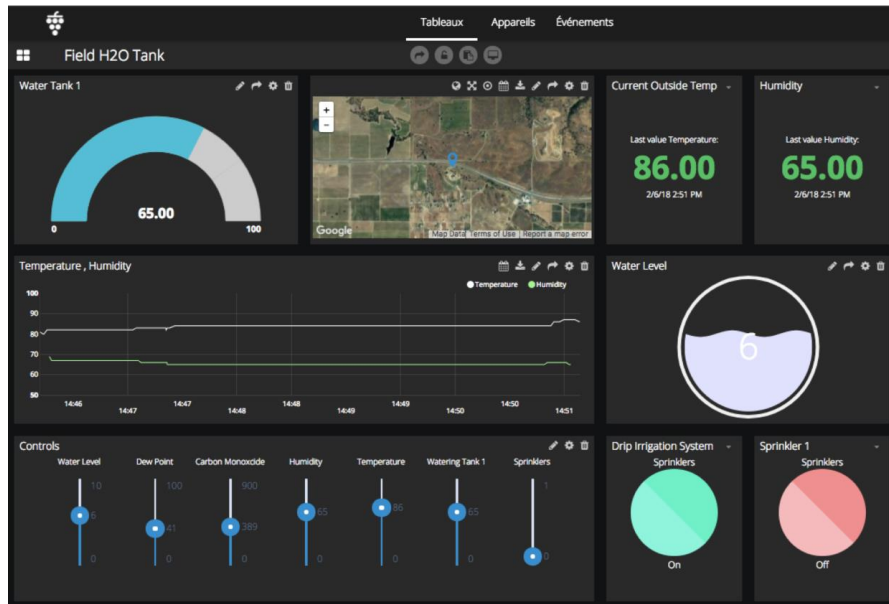 Tableaux Appareils Événements
Field H2O Tank
Water Tank 1
65.00
0 100
+
−
Google
Map Data Terms of Use Report a map error
Current Outside Temp
Last value Temperature:
86.00
2/6/18 2:51 PM
Humidity
Last value Humidity:
65.00
2/6/18 2:51 PM
Temperature , Humidity
Temperature Humidity
100
90
80
70
60
50
14:46 14:47 14:47 14:48 14:48 14:49 14:49 14:50 14:50 14:51
Water Level
6
Controls
Water Level Dew Point Carbon Monoxide Humidity Temperature Watering Tank 1 Sprinklers
10 100 900 1
6 41 389 65 86 65 0
0 0 0 0 0 0
Drip Irrigation System
Sprinklers
On
Sprinkler 1
Sprinklers
Off